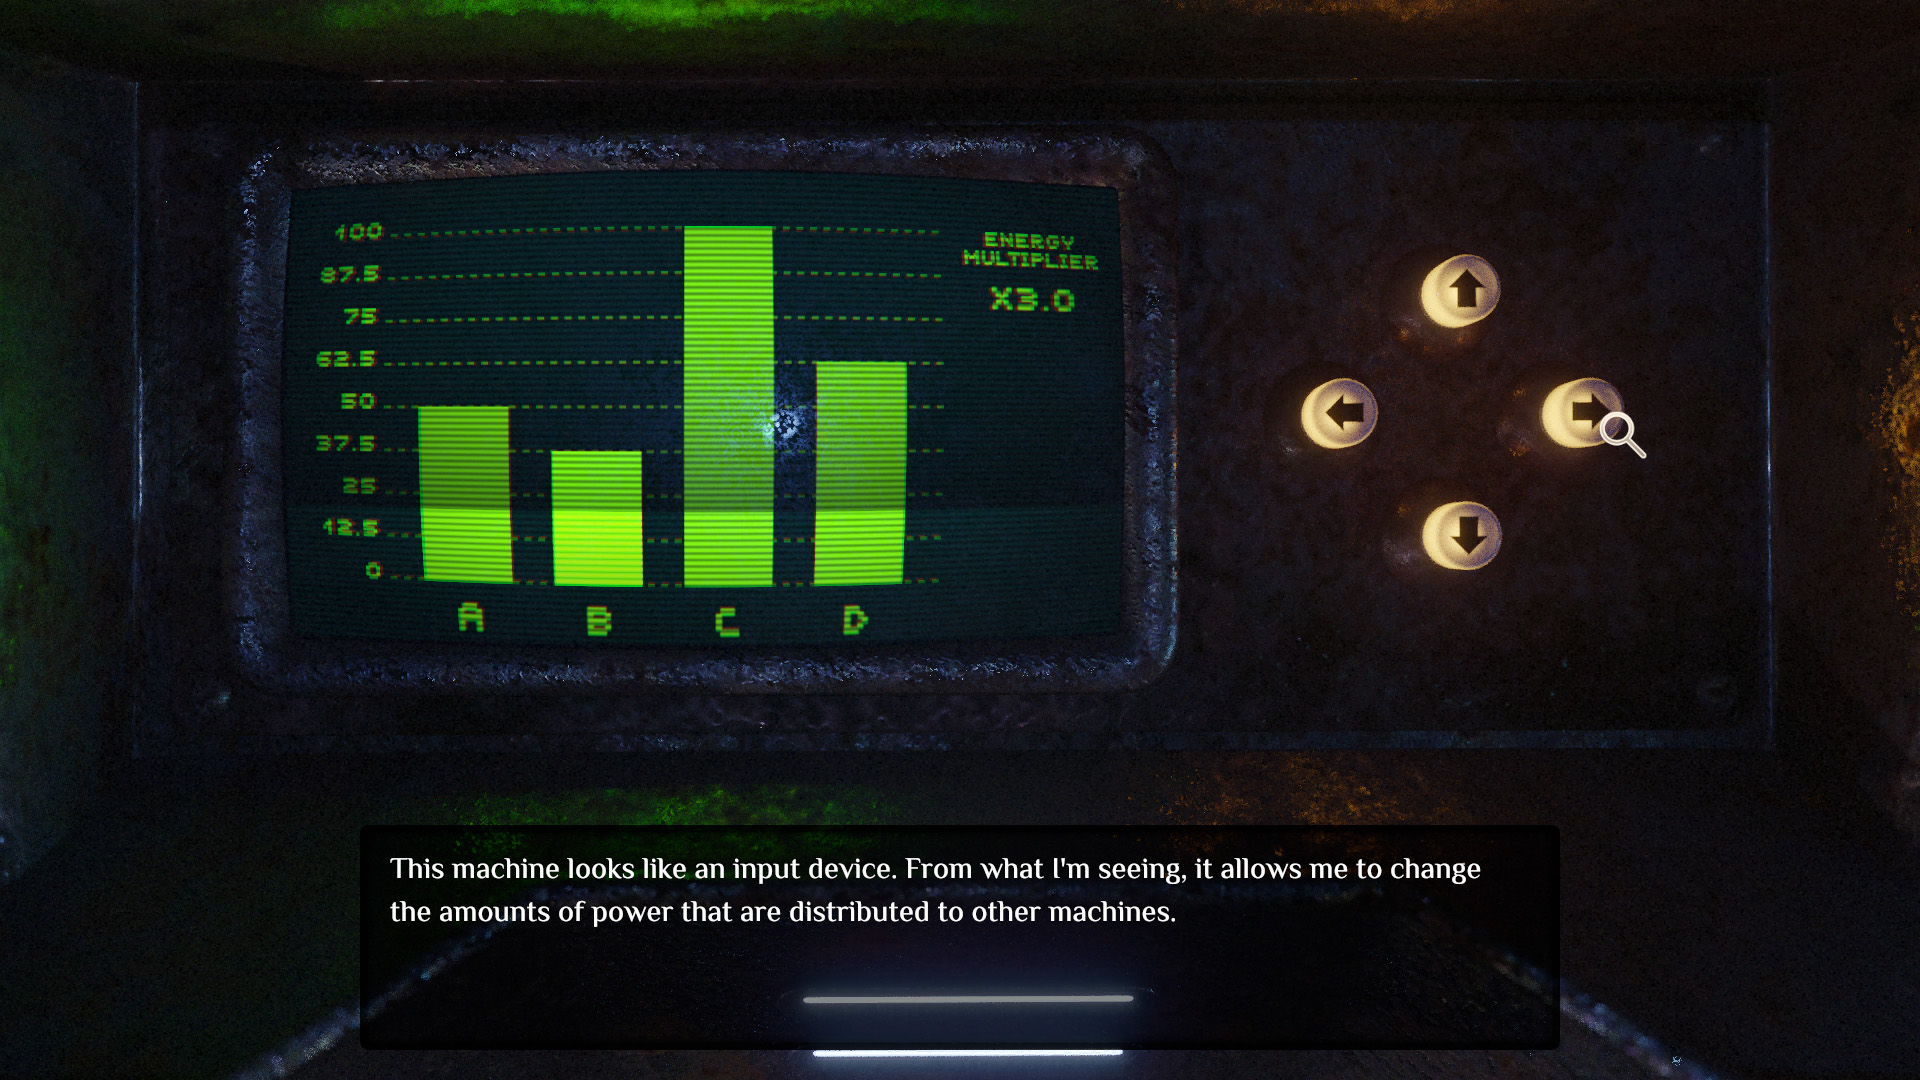 100
87.5
75
62.5
50
37.5
25
12.5
0
A B C D
ENERGY
MULTIPLIER
X3.0
This machine looks like an input device. From what I'm seeing, it allows me to change
the amounts of power that are distributed to other machines.